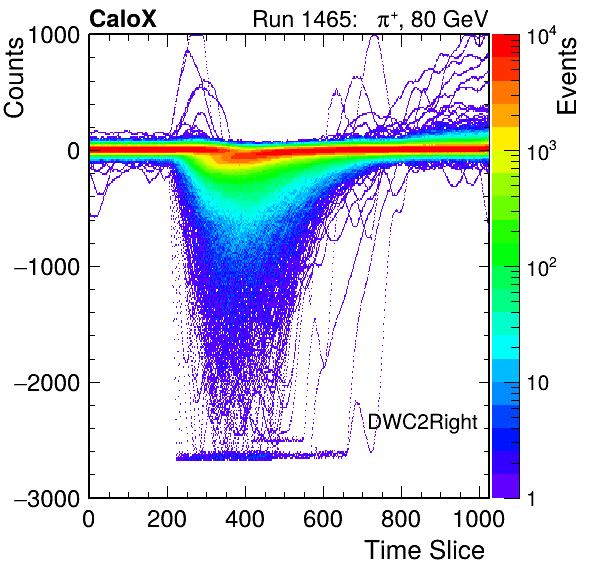 CaloX Run 1465: π⁺, 80 GeV
Counts
Events
1000
0
−1000
−2000
−3000
0 200 400 600 800 1000
Time Slice
DWC2Right
10⁴
10³
10²
10
1